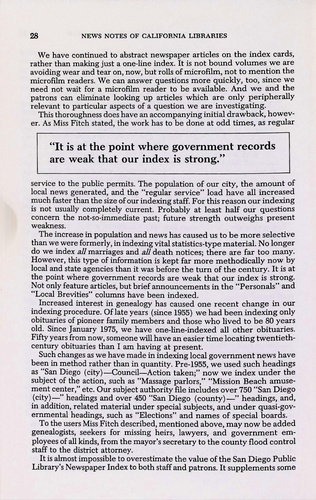 28 NEWS NOTES OF CALIFORNIA LIBRARIES
We have continued to abstract newspaper articles on the index cards,
rather than making just a one-line index. It is not bound volumes we are
avoiding wear and tear on, now, but rolls of microfilm, not to mention the
microfilm readers. We can answer questions more quickly, too, since we
need not wait for a microfilm reader to be available. And we and the
patrons can eliminate looking up articles which are only peripherally
relevant to particular aspects of a question we are investigating.
This thoroughness does have an accompanying initial drawback, howev-
er. As Miss Fitch stated, the work has to be done at odd times, as regular
"It is at the point where government records
are weak that our index is strong."
service to the public permits. The population of our city, the amount of
local news generated, and the "regular service" load have all increased
much faster than the size of our indexing staff. For this reason our indexing
is not usually completely current. Probably at least half our questions
concern the not-so-immediate past; future strength outweighs present
weakness.
The increase in population and news has caused us to be more selective
than we were formerly, in indexing vital statistics-type material. No longer
do we index all marriages and all death notices; there are far too many.
However, this type of information is kept far more methodically now by
local and state agencies than it was before the turn of the century. It is at
the point where government records are weak that our index is strong.
Not only feature articles, but brief announcements in the "Personals" and
"Local Brevities" columns have been indexed.
Increased interest in genealogy has caused one recent change in our
indexing procedure. Of late years (since 1955) we had been indexing only
obituaries of pioneer family members and those who lived to be 80 years
old. Since January 1975, we have one-line-indexed all other obituaries.
Fifty years from now, someone will have an easier time locating twentieth-
century obituaries than I am having at present.
Such changes as we have made in indexing local government news have
been in method rather than in quantity. Pre-1955, we used such headings
as "San Diego (city)—Council—Action taken;" now we index under the
subject of the action, such as "Massage parlors," "Mission Beach amuse-
ment center," etc. Our subject authority file includes over 750 "San Diego
(city)—" headings and over 450 "San Diego (county)—" headings, and,
in addition, related material under special subjects, and under quasi-gov-
ernmental headings, such as "Elections" and names of special boards.
To the users Miss Fitch described, mentioned above, may now be added
genealogists, seekers for missing heirs, lawyers, and government em-
ployees of all kinds, from the mayor's secretary to the county flood control
staff to the district attorney.
It is almost impossible to overestimate the value of the San Diego Public
Library's Newspaper Index to both staff and patrons. It supplements some